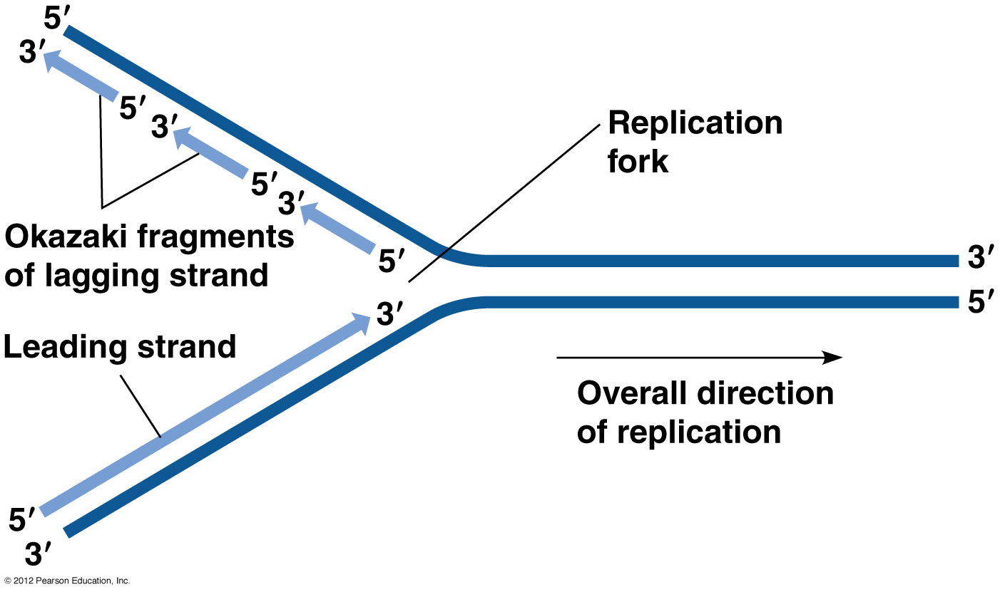 5′
3′
5′
3′
Replication
fork
5′
3′
Okazaki fragments
of lagging strand
5′
3′
5′
3′
Leading strand
Overall direction
of replication
5′
3′
© 2012 Pearson Education, Inc.